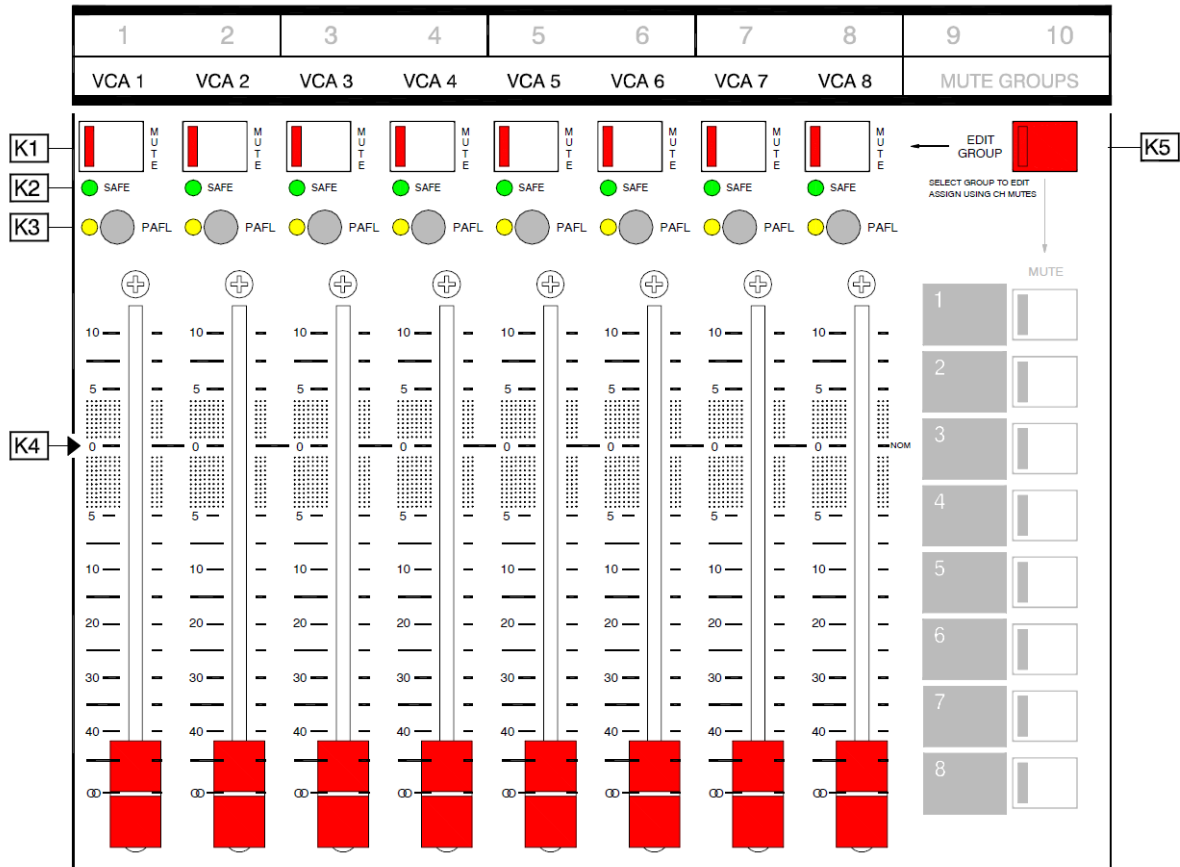 1 2 3 4 5 6 7 8 9 10
VCA 1 VCA 2 VCA 3 VCA 4 VCA 5 VCA 6 VCA 7 VCA 8 MUTE GROUPS
K1 MUTE MUTE MUTE MUTE MUTE MUTE MUTE MUTE EDIT GROUP K5
K2 SAFE SAFE SAFE SAFE SAFE SAFE SAFE SAFE
SELECT GROUP TO EDIT
ASSIGN USING CH MUTES
K3 PAFL PAFL PAFL PAFL PAFL PAFL PAFL PAFL
MUTE
1
10 10 10 10 10 10 10 10
2
5 5 5 5 5 5 5 5
3
K4 0 0 0 0 0 0 0 0 NOM
4
5 5 5 5 5 5 5 5
5
10 10 10 10 10 10 10 10
20 20 20 20 20 20 20 20
6
30 30 30 30 30 30 30 30
7
40 40 40 40 40 40 40 40
8
∞ ∞ ∞ ∞ ∞ ∞ ∞ ∞